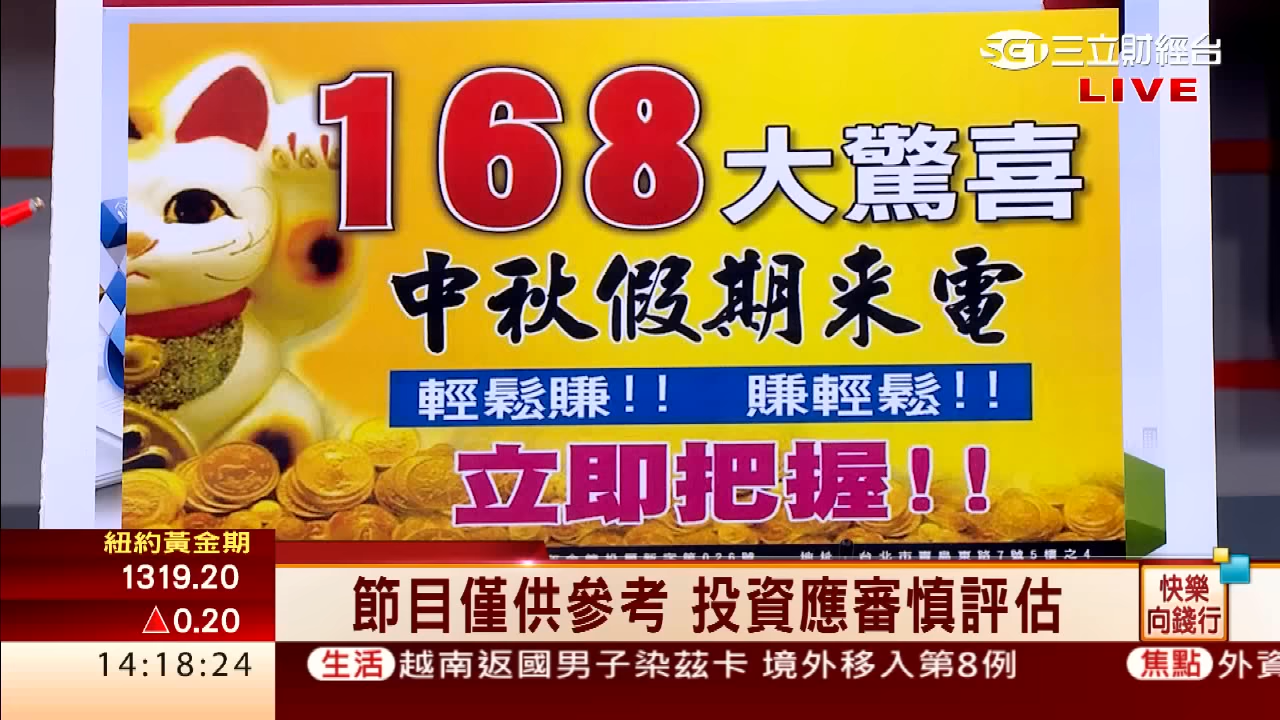 SET三立財經台
LIVE
168大驚喜
中秋假期来電
輕鬆賺!! 賺輕鬆!!
立即把握!!
紐約黃金期
1319.20
△0.20
14:18:24
節目僅供參考 投資應審慎評估
快樂
向錢行
生活 越南返國男子染茲卡 境外移入第8例
焦點 外資